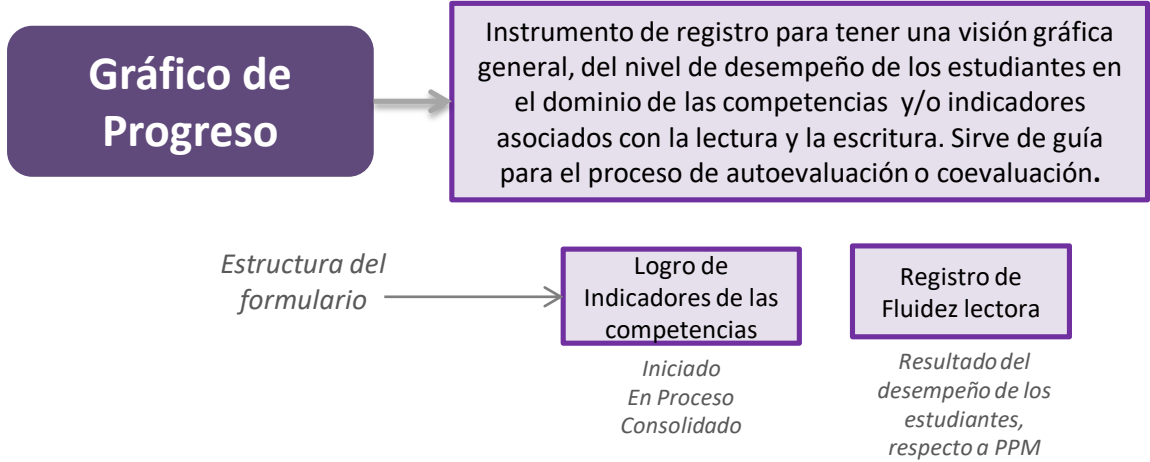 Gráfico de
Progreso
Instrumento de registro para tener una visión gráfica
general, del nivel de desempeño de los estudiantes en
el dominio de las competencias y/o indicadores
asociados con la lectura y la escritura. Sirve de guía
para el proceso de autoevaluación o coevaluación.
Estructura del
formulario
Logro de
Indicadores de las
competencias
Iniciado
En Proceso
Consolidado
Registro de
Fluidez lectora
Resultado del
desempeño de los
estudiantes,
respecto a PPM